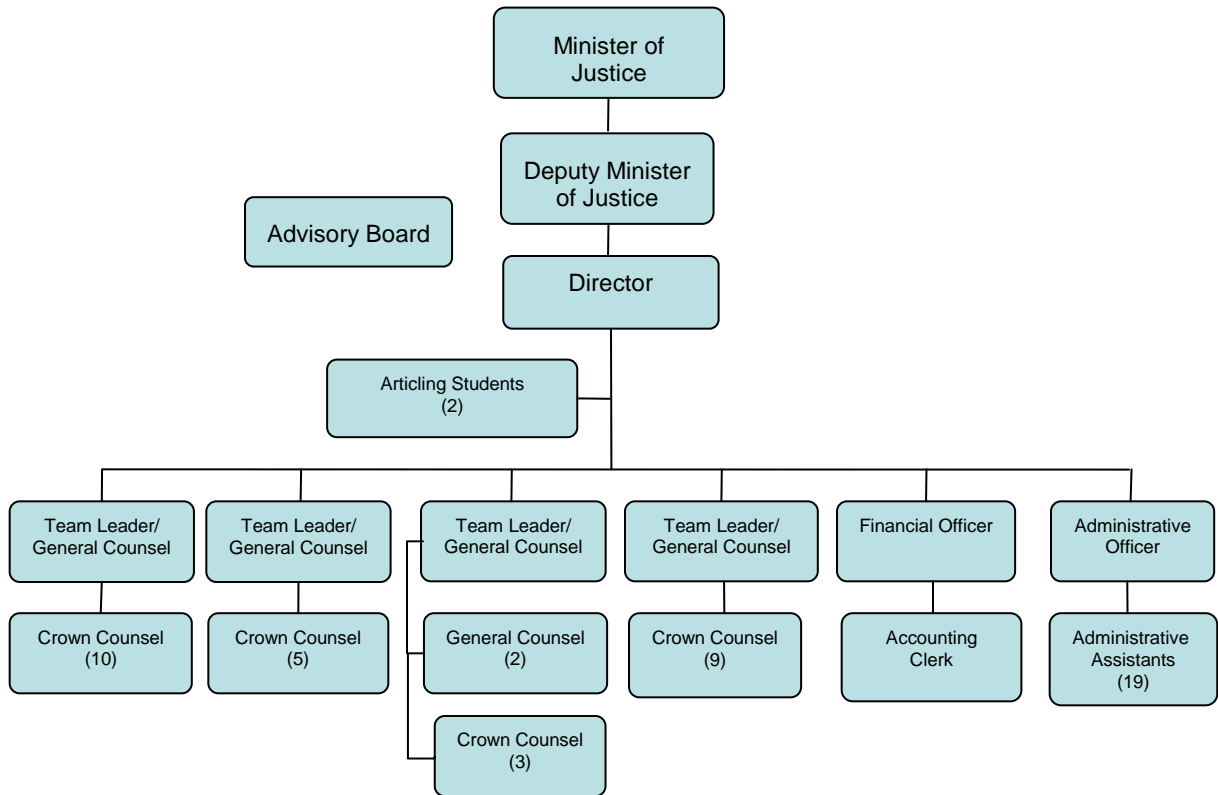 Minister of
Justice
Deputy Minister
of Justice
Advisory Board
Director
Articling Students
(2)
Team Leader/
General Counsel
Team Leader/
General Counsel
Team Leader/
General Counsel
Team Leader/
General Counsel
Financial Officer
Administrative
Officer
Crown Counsel
(10)
Crown Counsel
(5)
General Counsel
(2)
Crown Counsel
(9)
Accounting
Clerk
Administrative
Assistants
(19)
Crown Counsel
(3)